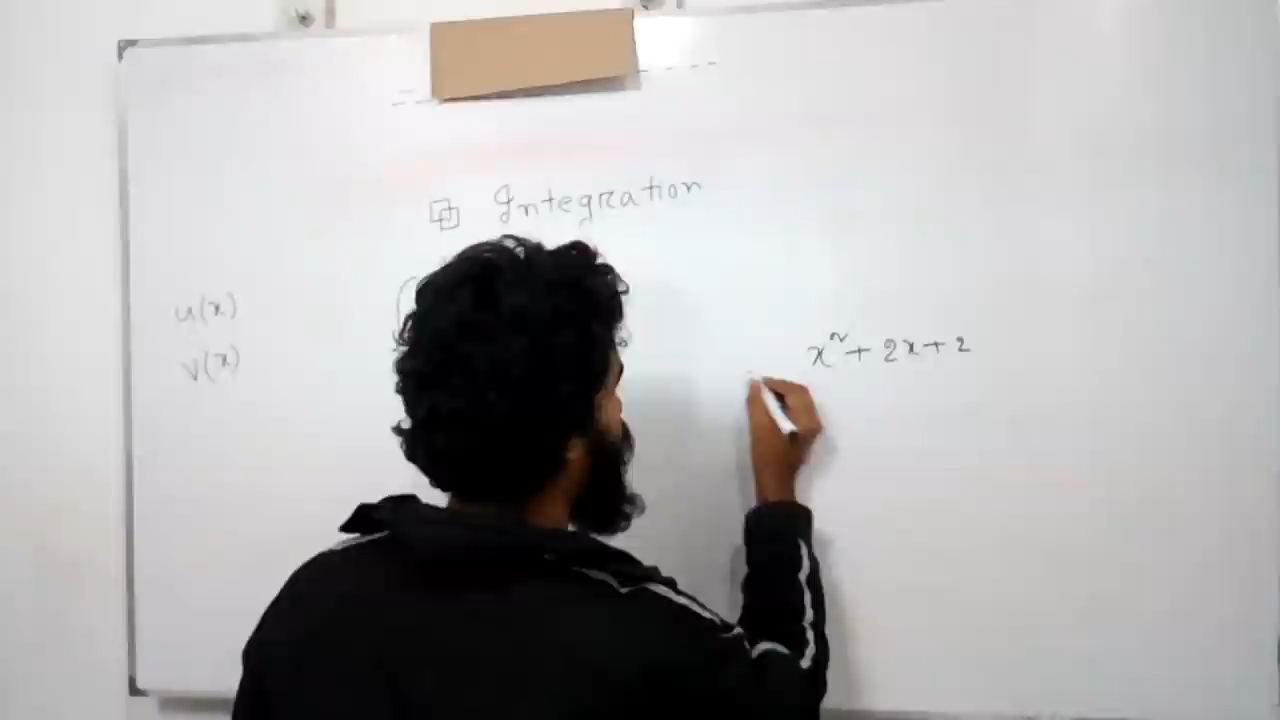 Integration
u(x)
v(x)
x² + 2x + 2